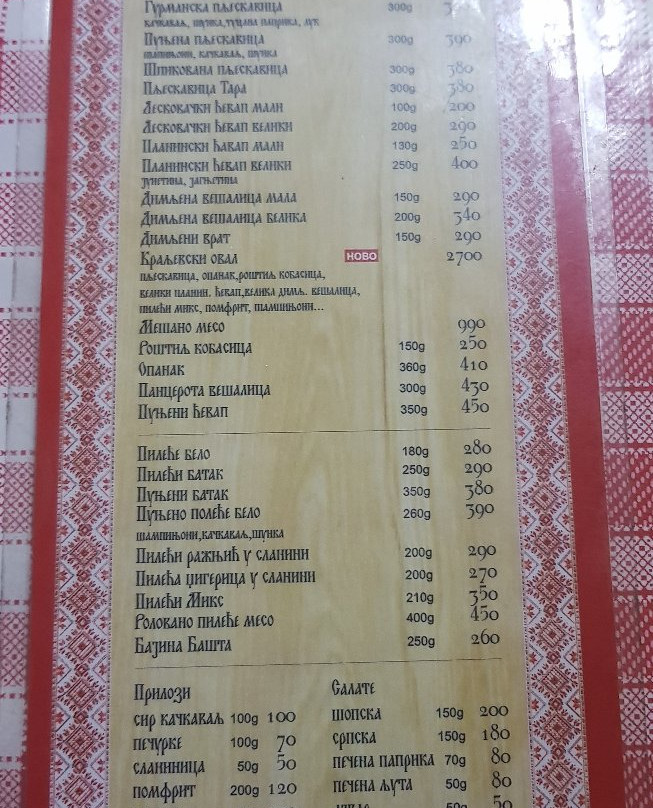 Гурманска пљескавица 300g
качкаваљ, шунка, туцана паприка, лук
Пуњена пљескавица 300g 390
шампињони, качкаваљ, шунка
Шпикована пљескавица 300g 380
Пљескавица Тара 300g 380
Лесковачки ћевап мали 100g 200
Лесковачки ћевап велики 200g 290
Планински ћавап мали 130g 250
Планински ћевап велики 250g 400
јунетина, јагњетина
Димљена вешалица мала 150g 290
Димљена вешалица велика 200g 340
Димљени врат 150g 290
Краљевски овал НОВО 2700
пљескавица, опанак,роштиљ кобасица,
велики планин. ћевап,велика димљ. вешалица,
пилећи микс, помфрит, шампињони...
Мешано месо 990
Роштиљ кобасица 150g 250
Опанак 360g 410
Панцерота вешалица 300g 430
Пуњени ћевап 350g 450
Пилеће бело 180g 280
Пилећи батак 250g 290
Пуњени батак 350g 380
Пуњено полеће бело 260g 390
шампињони,качкаваљ,шунка
Пилећи ражњић у сланини 200g 290
Пилећа џигерица у сланини 200g 270
Пилећи Микс 210g 350
Роловано пилеће месо 400g 450
Бајина Башта 250g 260
Прилози Салате
сир качкаваљ 100g 100 шопска 150g 200
печурке 100g 70 српска 150g 180
сланиница 50g 50 печена паприка 70g 80
помфрит 200g 120 печена љута 50g 80
50g 50